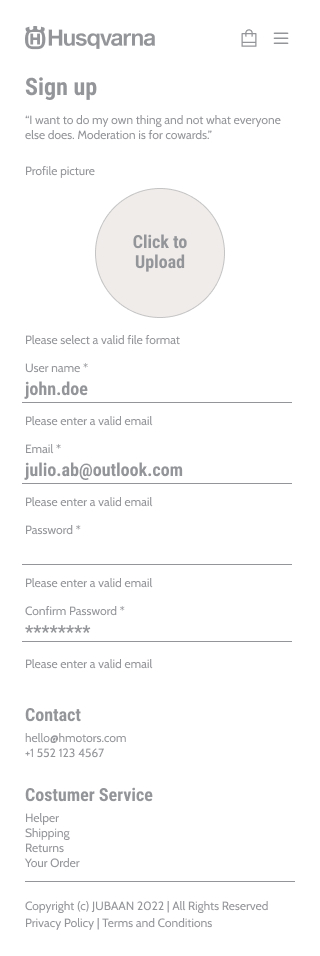 Husqvarna
Sign up
“I want to do my own thing and not what everyone
else does. Moderation is for cowards.”
Profile picture
Click to
Upload
Please select a valid file format
User name *
john.doe
Please enter a valid email
Email *
julio.ab@outlook.com
Please enter a valid email
Password *
Please enter a valid email
Confirm Password *
********
Please enter a valid email
Contact
hello@hmotors.com
+1 552 123 4567
Costumer Service
Helper
Shipping
Returns
Your Order
Copyright (c) JUBAAN 2022 | All Rights Reserved
Privacy Policy | Terms and Conditions